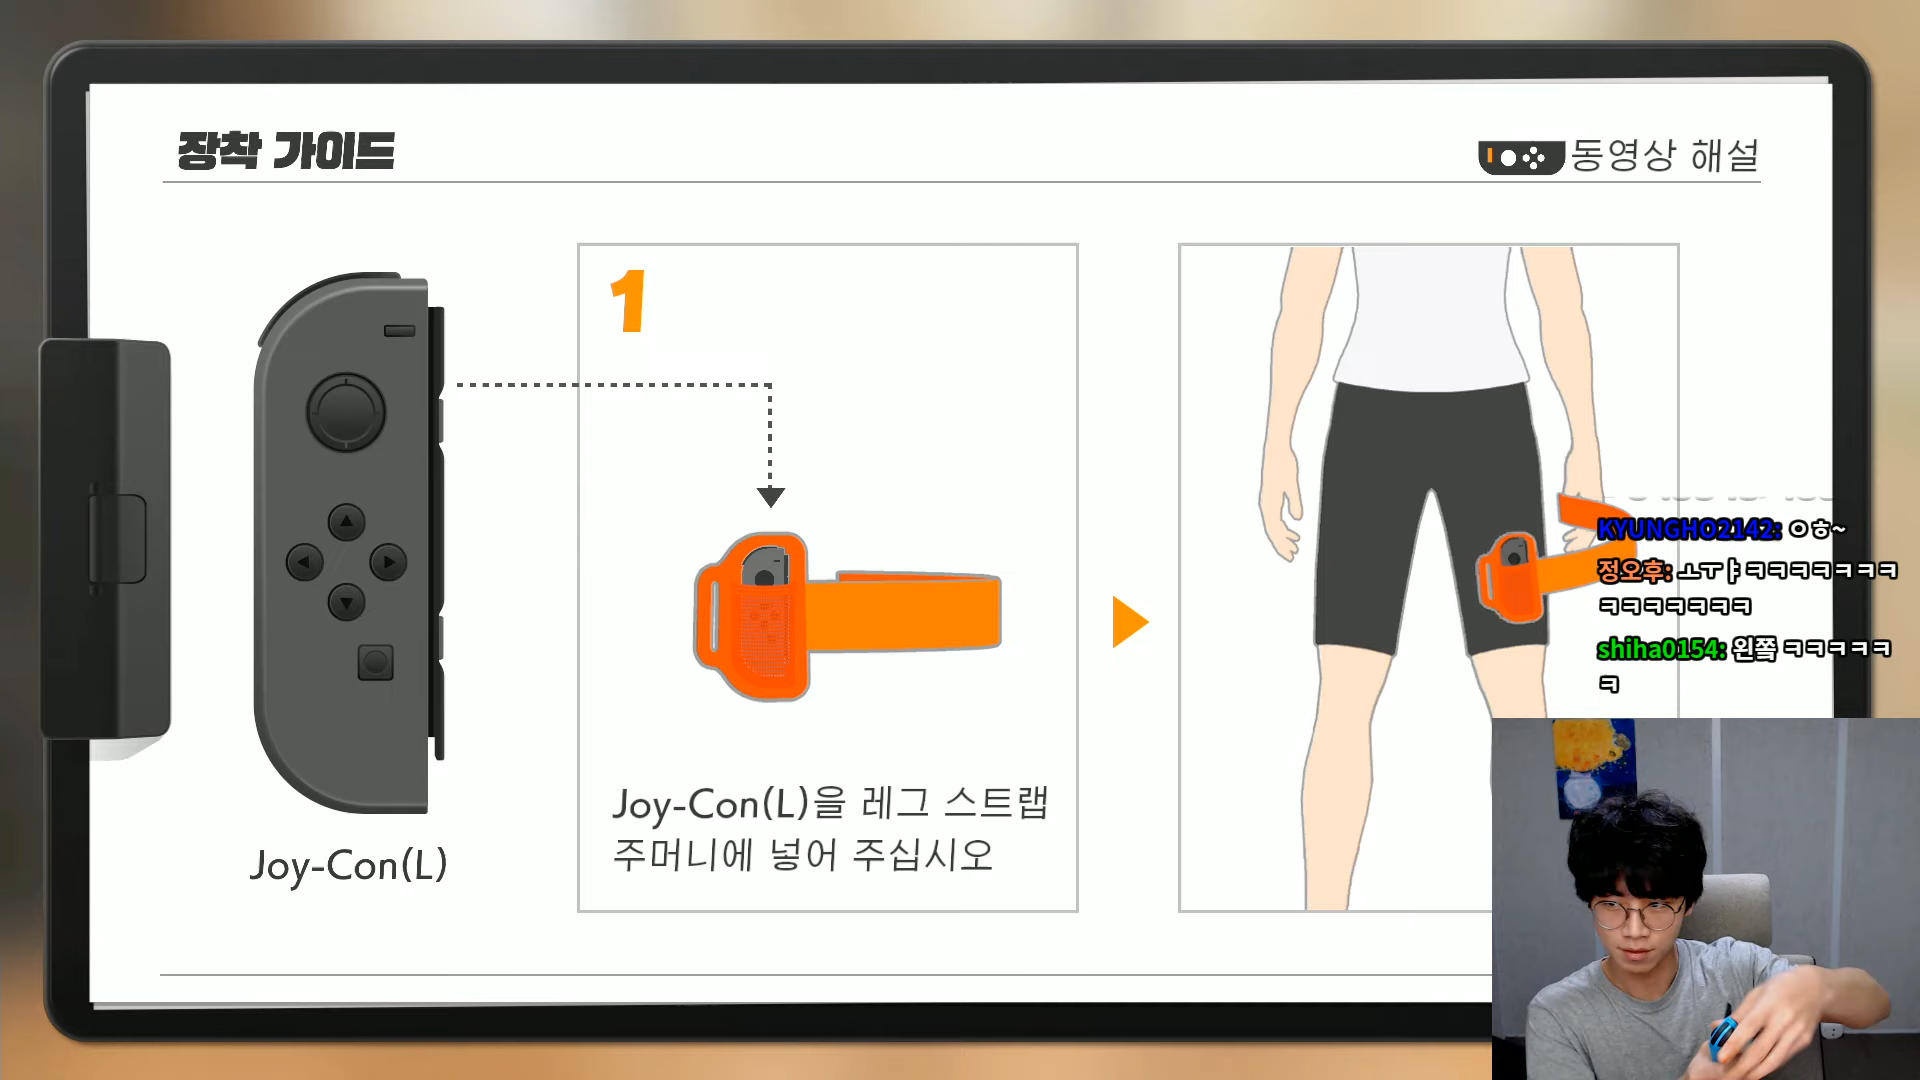 장착 가이드
동영상 해설
1
Joy-Con(L)을 레그 스트랩
주머니에 넣어 주십시오
Joy-Con(L)
KYUNGHO2142: ㅇㅎ~
정오후: ㅗㅜㅑㅋㅋㅋㅋㅋㅋㅋ
ㅋㅋㅋㅋㅋㅋㅋ
shiha0154: 왼쪽 ㅋㅋㅋㅋㅋ
ㅋ